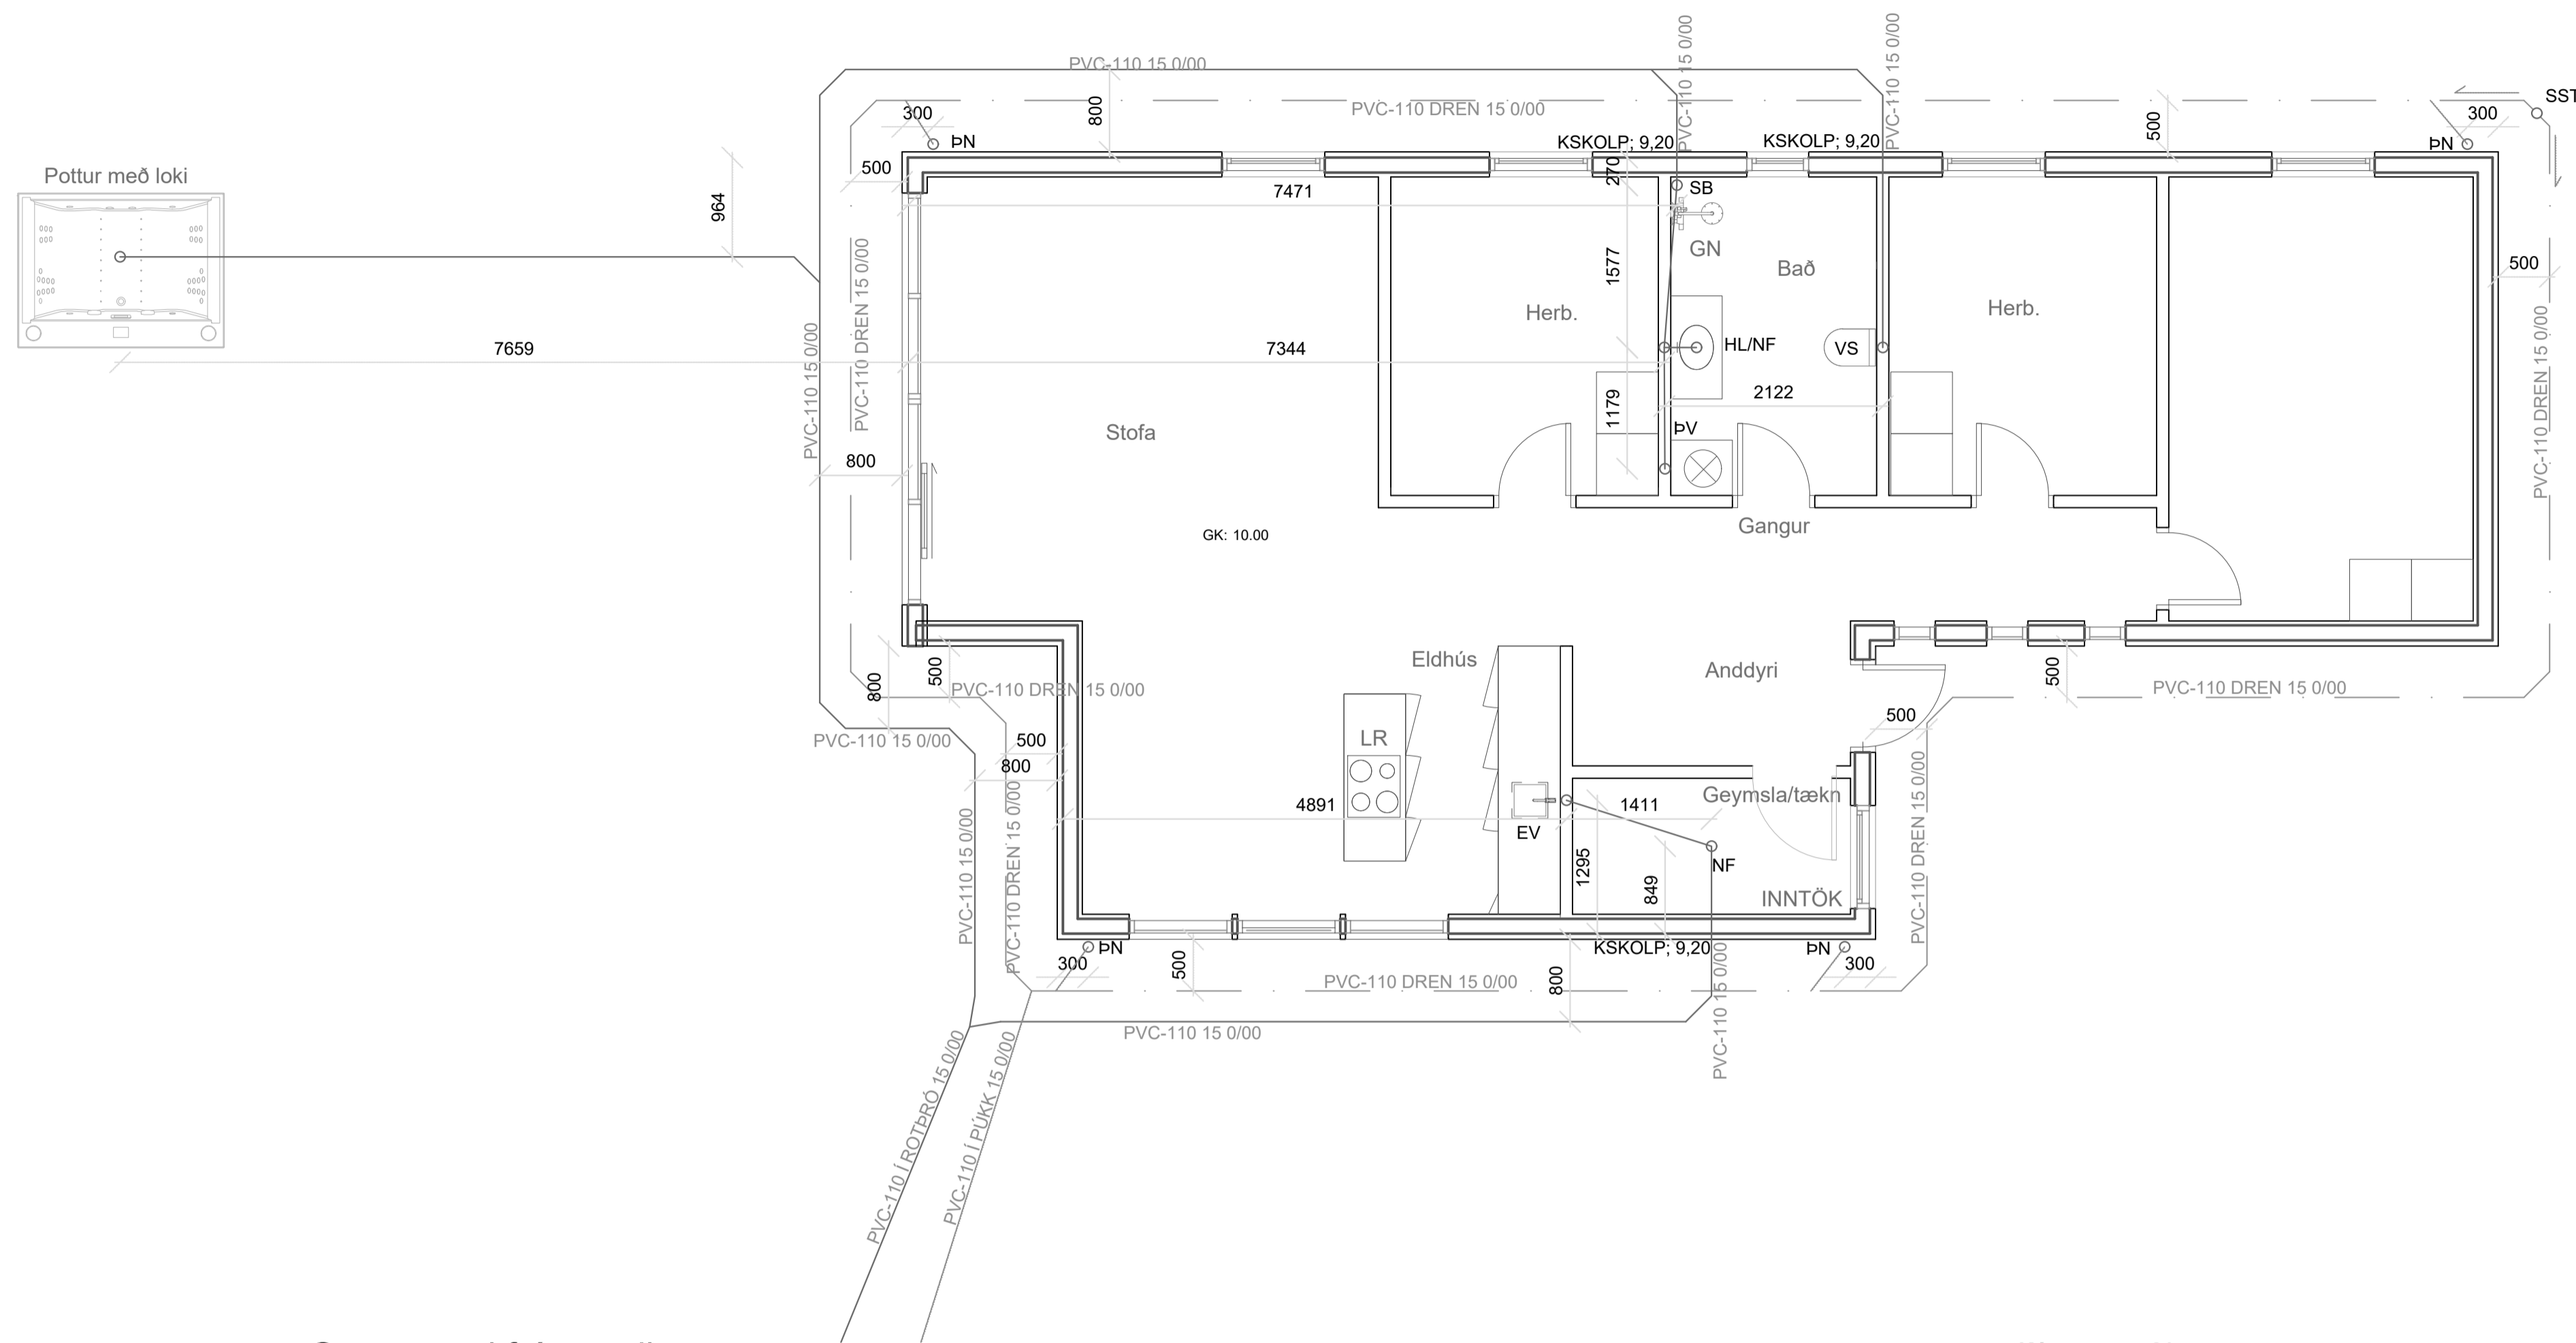 PVC-110 15 0/00
PVC-110 15 0/00
PVC-110 15 0/00
SST
300
800
PVC-110 DREN 15 0/00
500
300
ÞN
KSKOLP; 9,20
KSKOLP; 9,20
ÞN
Pottur með loki
500
270
964
7471
SB
GN
1577
Bað
500
PVC-110 DREN 15 0/00
Herb.
Herb.
PVC-110 15 0/00
7659
7344
HL/NF
VS
PVC-110 DREN 15 0/00
2122
1179
Stofa
ÞV
800
GK: 10.00
Gangur
Eldhús
Anddyri
800
500
500
PVC-110 DREN 15 0/00
PVC-110 DREN 15 0/00
500
PVC-110 15 0/00
500
LR
800
Geymsla/tækn
4891
1411
EV
PVC-110 15 0/00
PVC-110 DREN 15 0/00
1295
849
NF
INNTÖK
PVC-110 DREN 15 0/00
ÞN
KSKOLP; 9,20
ÞN
300
500
800
300
PVC-110 DREN 15 0/00
PVC-110 15 0/00
PVC-110 15 0/00
PVC-110 Í ROTÞRÓ 15 0/00
PVC-110 Í PÚKK 15 0/00